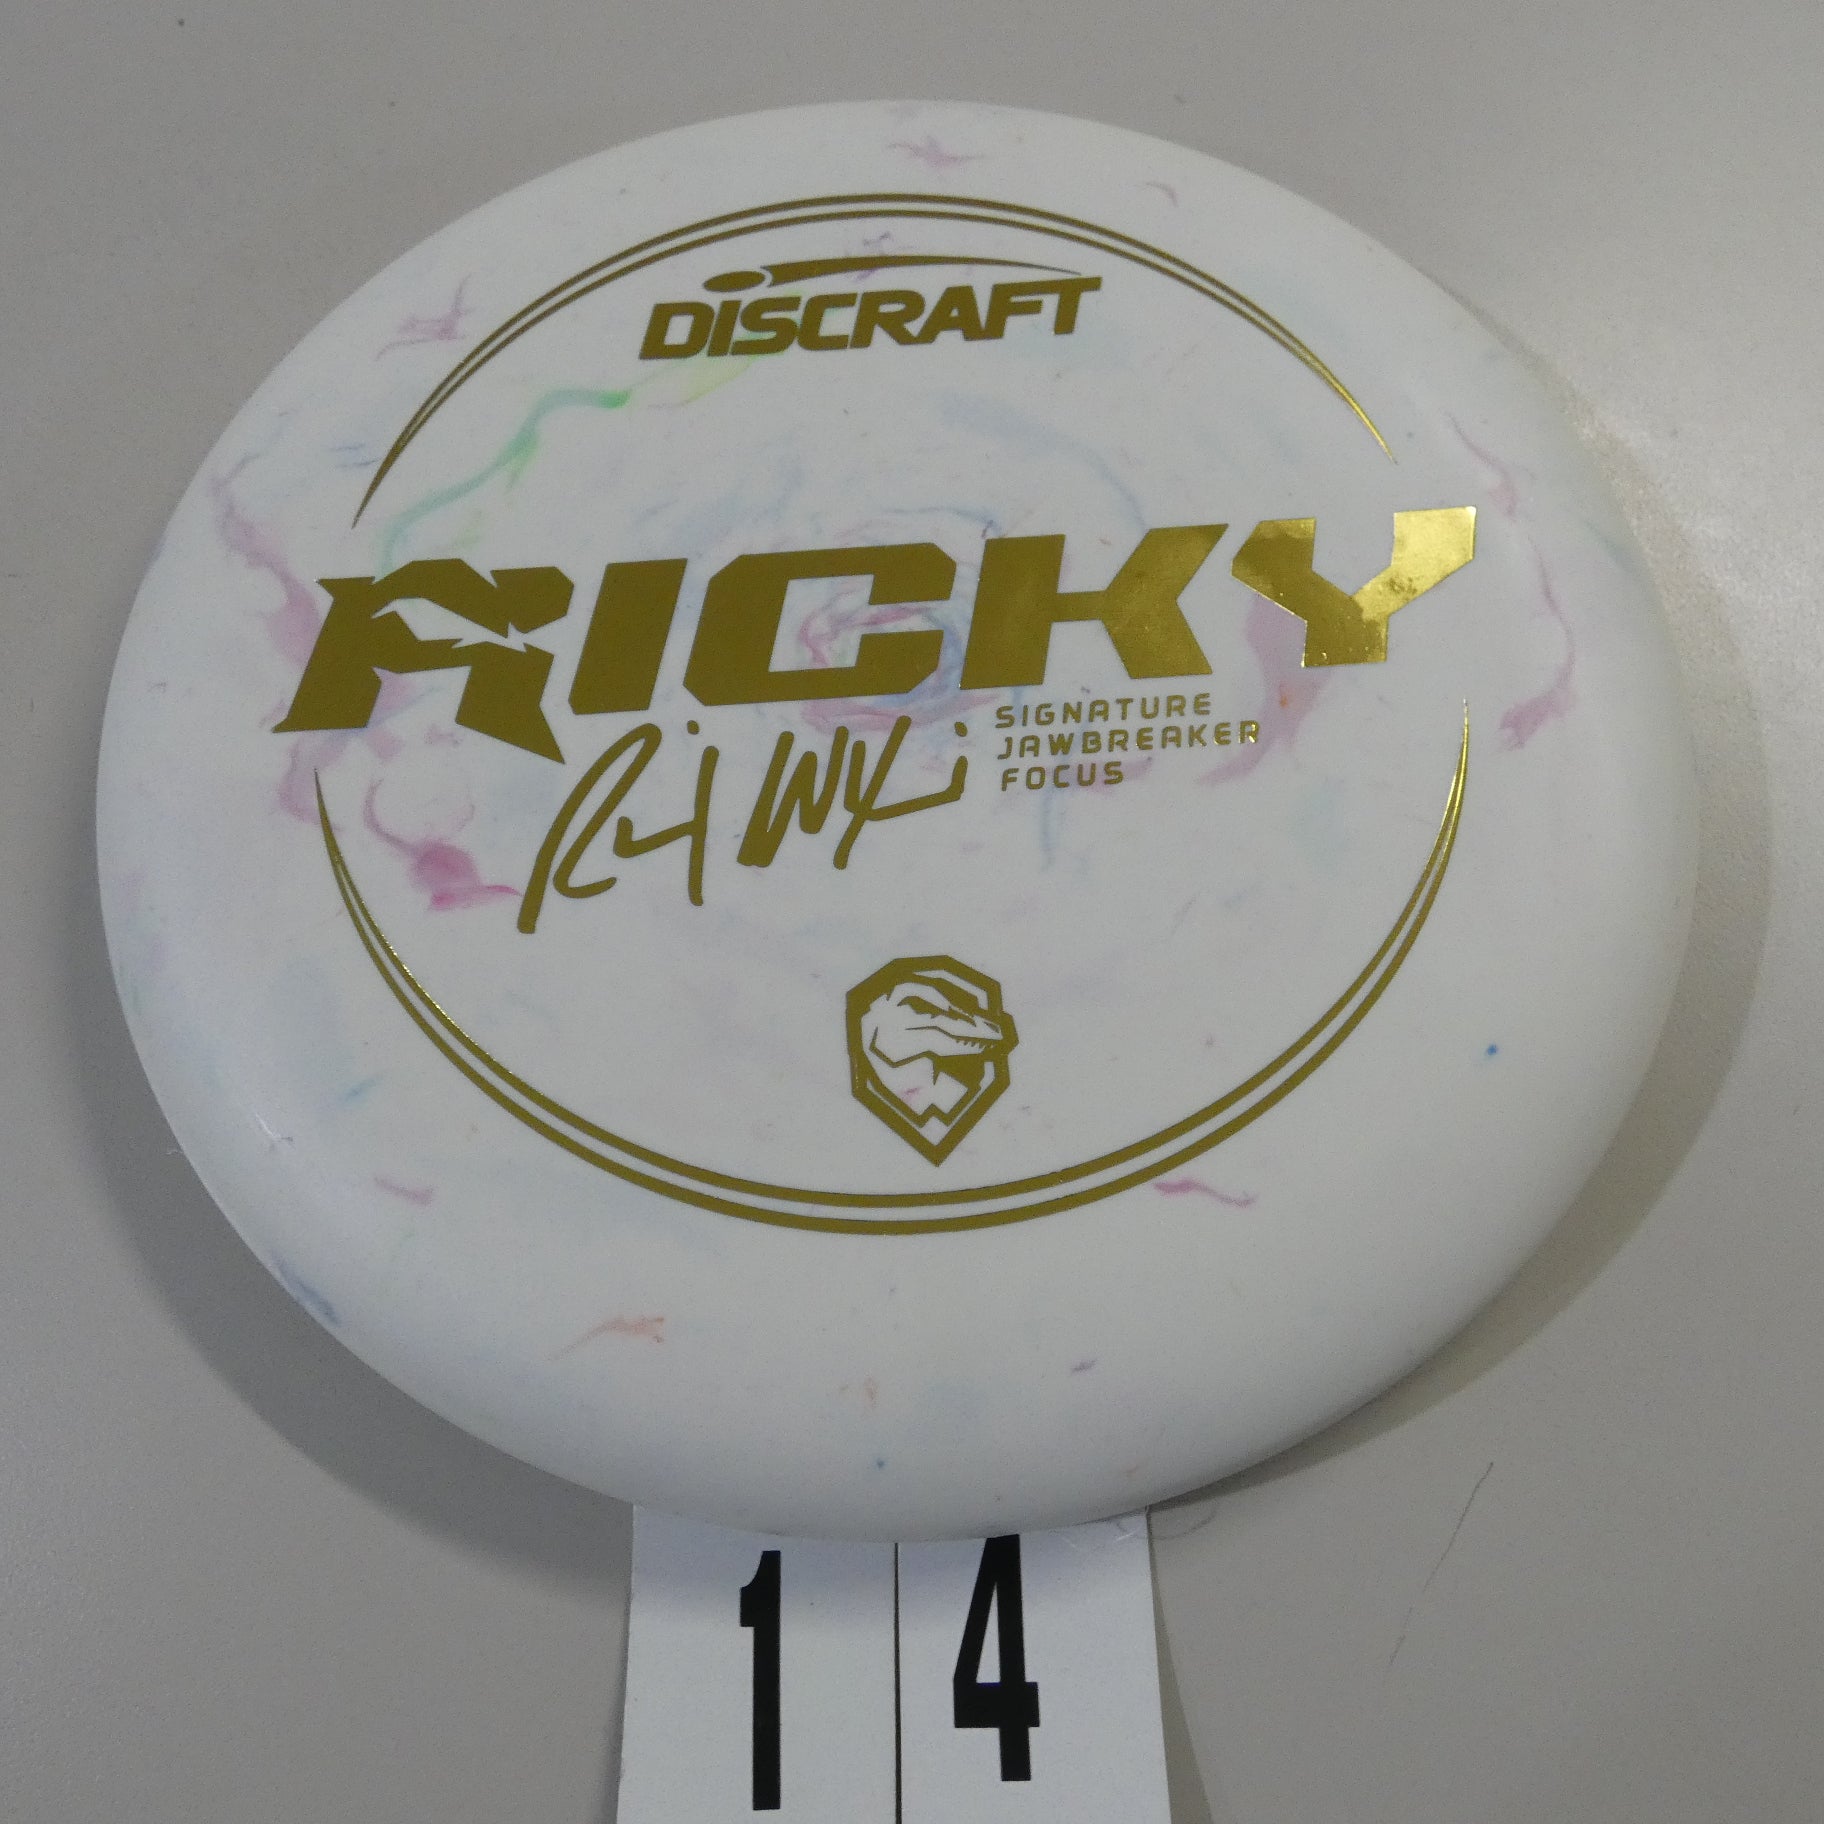 DISCRAFT
RICKY
SIGNATURE
JAWBREAKER
FOCUS
1 4